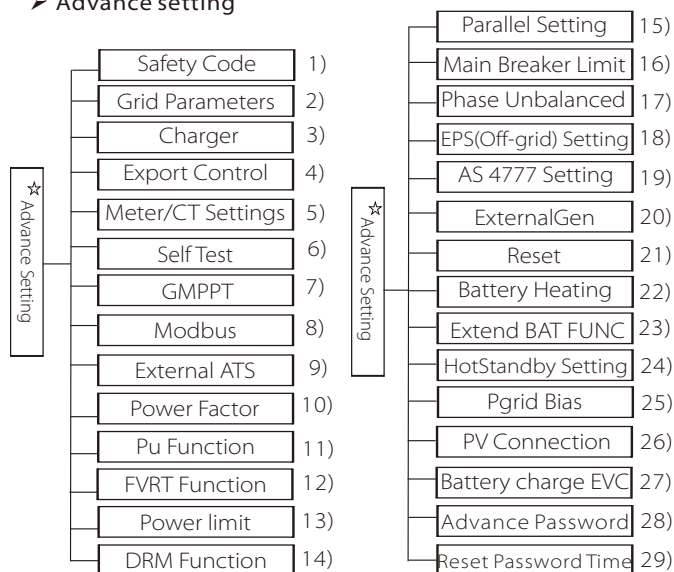 ➤ Advance setting
☆ Advance Setting
Safety Code 1)
Grid Parameters 2)
Charger 3)
Export Control 4)
Meter/CT Settings 5)
Self Test 6)
GMPPT 7)
Modbus 8)
External ATS 9)
Power Factor 10)
Pu Function 11)
FVRT Function 12)
Power limit 13)
DRM Function 14)
☆ Advance Setting
Parallel Setting 15)
Main Breaker Limit 16)
Phase Unbalanced 17)
EPS(Off-grid) Setting 18)
AS 4777 Setting 19)
ExternalGen 20)
Reset 21)
Battery Heating 22)
Extend BAT FUNC 23)
HotStandby Setting 24)
Pgrid Bias 25)
PV Connection 26)
Battery charge EVC 27)
Advance Password 28)
Reset Password Time 29)